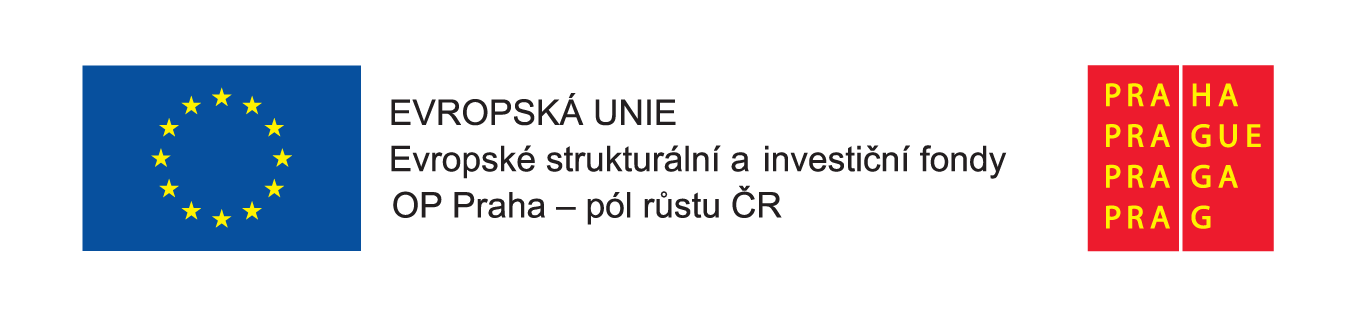 EVROPSKÁ UNIE
Evropské strukturální a investiční fondy
OP Praha – pól růstu ČR
PRA HA
PRA GUE
PRA GA
PRA G